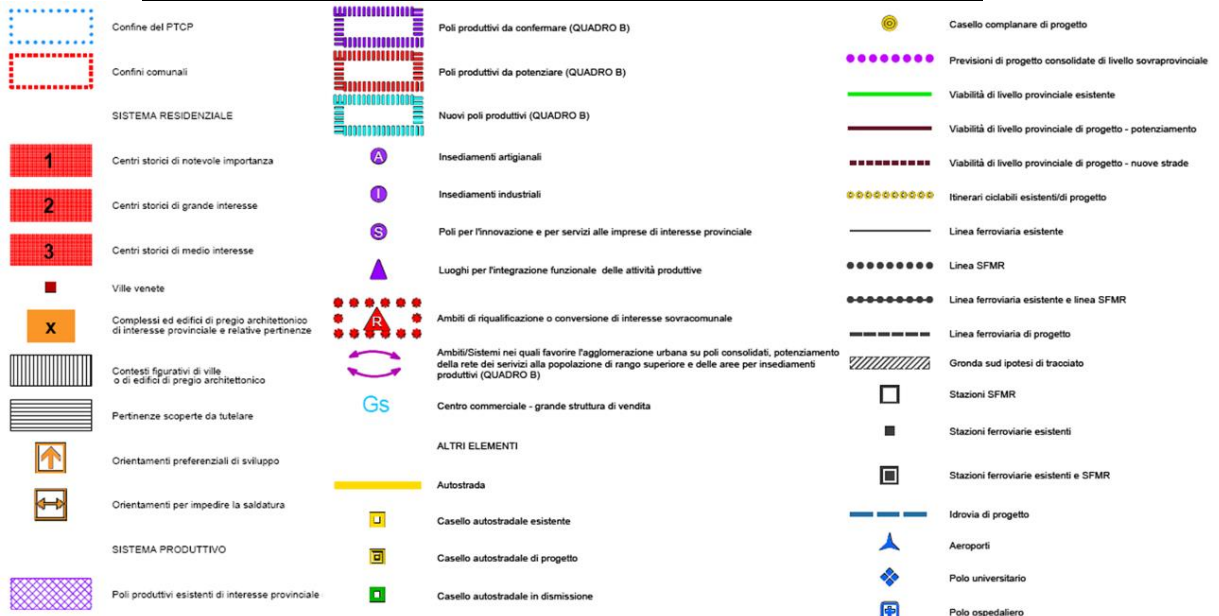 Confine del PTCP
Confini comunali
SISTEMA RESIDENZIALE
1
Centri storici di notevole importanza
2
Centri storici di grande interesse
3
Centri storici di medio interesse
Ville venete
x
Complessi ed edifici di pregio architettonico
di interesse provinciale e relative pertinenze
Contesti figurativi di ville
o di edifici di pregio architettonico
Pertinenze scoperte da tutelare
Orientamenti preferenziali di sviluppo
Orientamenti per impedire la saldatura
SISTEMA PRODUTTIVO
Poli produttivi esistenti di interesse provinciale
Poli produttivi da confermare (QUADRO B)
Poli produttivi da potenziare (QUADRO B)
Nuovi poli produttivi (QUADRO B)
A
Insediamenti artigianali
I
Insediamenti industriali
S
Poli per l'innovazione e per servizi alle imprese di interesse provinciale
Luoghi per l'integrazione funzionale delle attività produttive
R
Ambiti di riqualificazione o conversione di interesse sovracomunale
Ambiti/Sistemi nei quali favorire l'agglomerazione urbana su poli consolidati, potenziamento
della rete dei serivizi alla popolazione di rango superiore e delle aree per insediamenti
produttivi (QUADRO B)
Gs
Centro commerciale - grande struttura di vendita
ALTRI ELEMENTI
Autostrada
Casello autostradale esistente
Casello autostradale di progetto
Casello autostradale in dismissione
Casello complanare di progetto
Previsioni di progetto consolidate di livello sovraprovinciale
Viabilità di livello provinciale esistente
Viabilità di livello provinciale di progetto - potenziamento
Viabilità di livello provinciale di progetto - nuove strade
Itinerari ciclabili esistenti/di progetto
Linea ferroviaria esistente
Linea SFMR
Linea ferroviaria esistente e linea SFMR
Linea ferroviaria di progetto
Gronda sud ipotesi di tracciato
Stazioni SFMR
Stazioni ferroviarie esistenti
Stazioni ferroviarie esistenti e SFMR
Idrovia di progetto
Aeroporti
Polo universitario
Polo ospedaliero